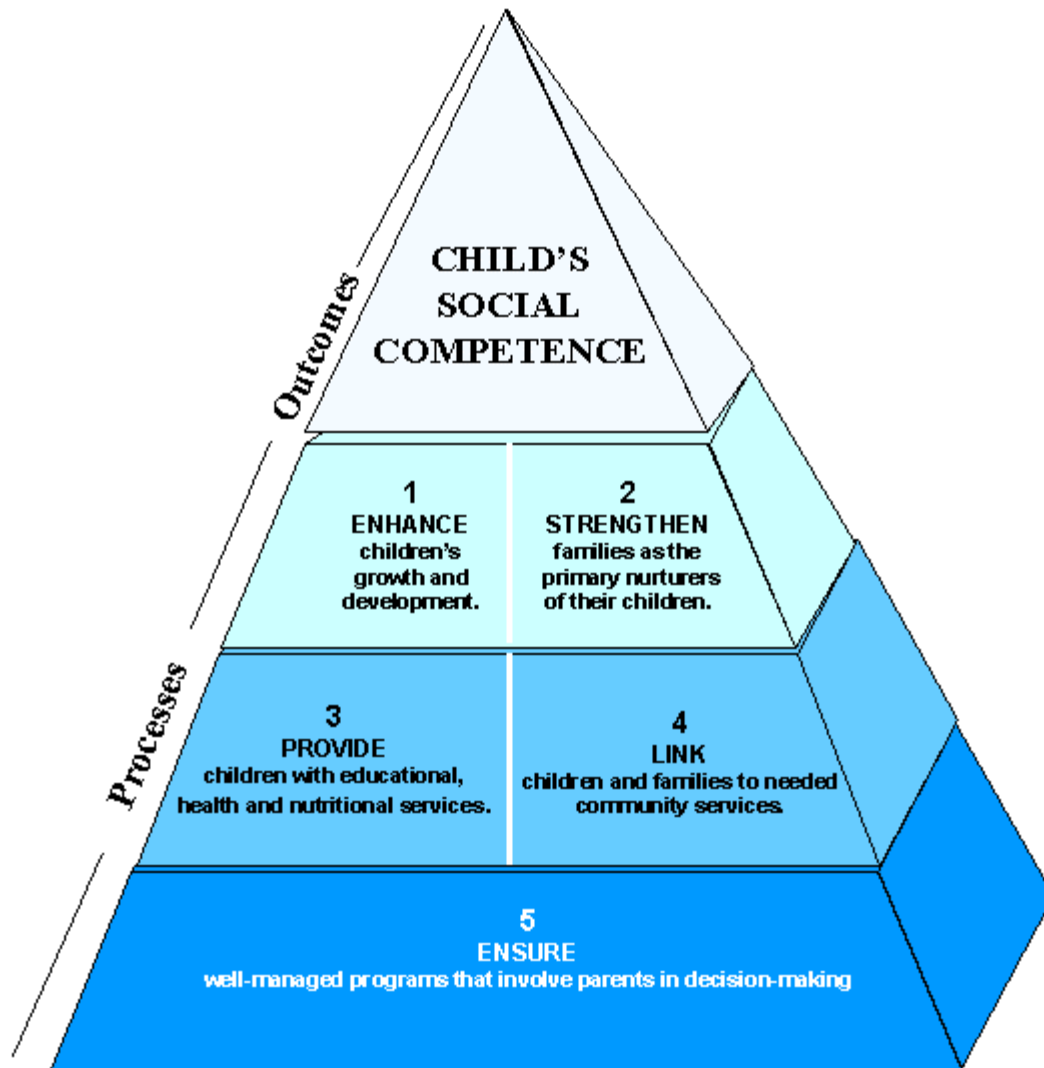 CHILD'S
SOCIAL
COMPETENCE
Outcomes
1
ENHANCE
children's
growth and
development.
2
STRENGTHEN
families as the
primary nurturers
of their children.
Processes
3
PROVIDE
children with educational,
health and nutritional services.
4
LINK
children and families to needed
community services.
5
ENSURE
well-managed programs that involve parents in decision-making